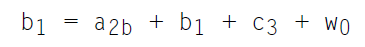 b₁ = a₂b + b₁ + c₃ + w₀